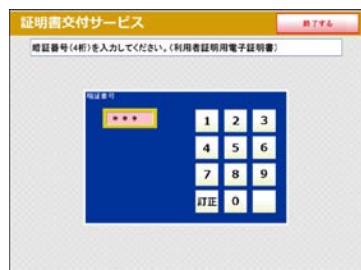 証明書交付サービス
終了する
暗証番号(4桁)を入力してください。(利用者証明用電子証明書)
暗証番号
***
1 2 3
4 5 6
7 8 9
訂正 0